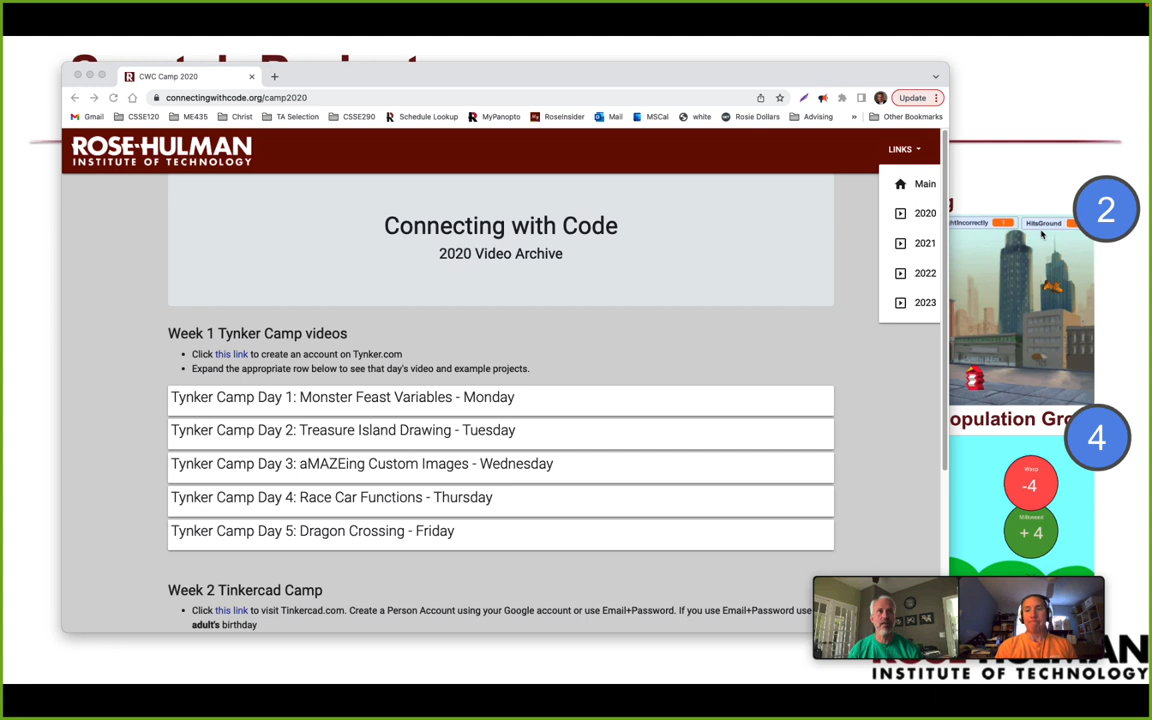 CWC Camp 2020
connectingwithcode.org/camp2020
Update
Gmail CSSE120 ME435 Christ TA Selection CSSE290 Schedule Lookup MyPanopto RoseInsider Mail MSCal white Rosie Dollars Advising » Other Bookmarks
ROSE-HULMAN
INSTITUTE OF TECHNOLOGY
LINKS
Main
2020
2021
2022
2023
Connecting with Code
2020 Video Archive
Week 1 Tynker Camp videos
Click this link to create an account on Tynker.com
Expand the appropriate row below to see that day's video and example projects.
Tynker Camp Day 1: Monster Feast Variables - Monday
Tynker Camp Day 2: Treasure Island Drawing - Tuesday
Tynker Camp Day 3: aMAZEing Custom Images - Wednesday
Tynker Camp Day 4: Race Car Functions - Thursday
Tynker Camp Day 5: Dragon Crossing - Friday
Week 2 Tinkercad Camp
Click this link to visit Tinkercad.com. Create a Person Account using your Google account or use Email+Password. If you use Email+Password use
adult's birthday
g
2
htIncorrectly 1 HitsGround
opulation Gro
4
Wasp
-4
Milkweed
+ 4
INSTITUTE OF TECHNOLOGY